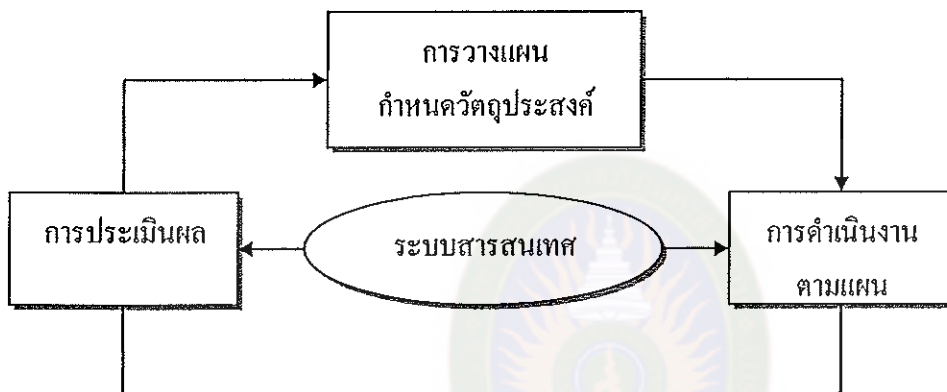 การวางแผน
กำหนดวัตถุประสงค์
การประเมินผล
ระบบสารสนเทศ
การดำเนินงาน
ตามแผน